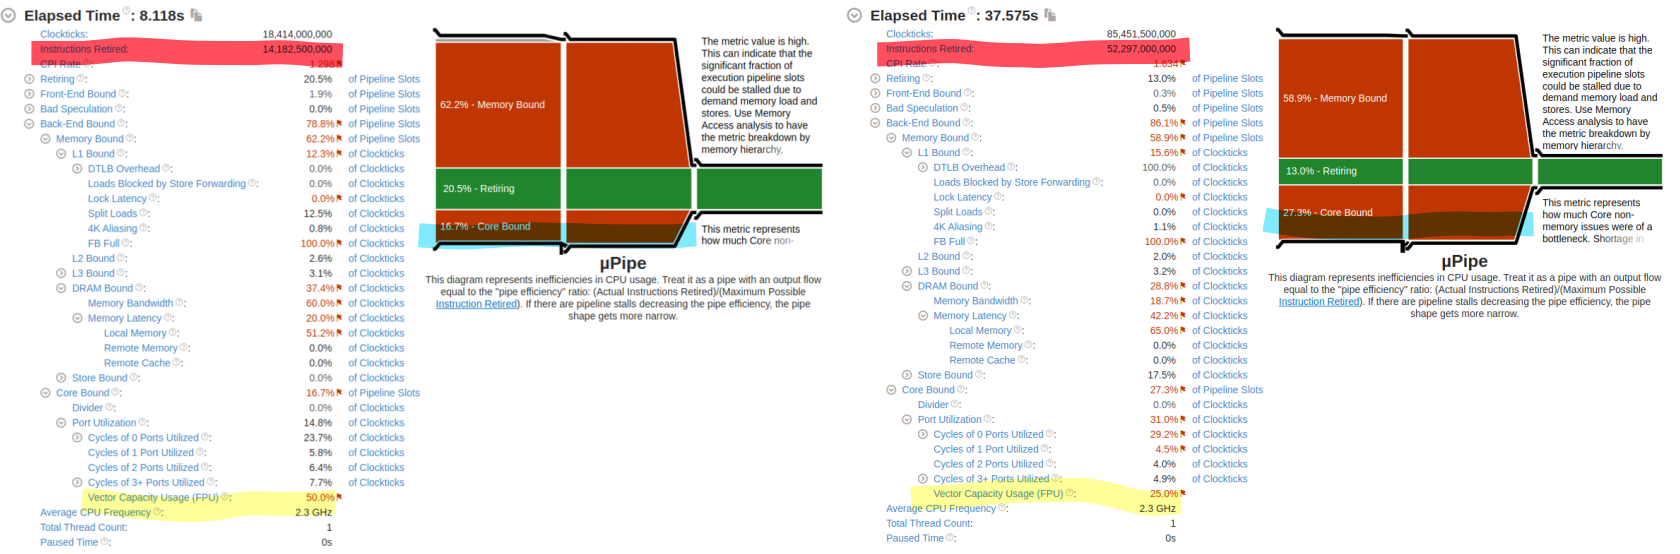 Elapsed Time : 8.118s
Clockticks: 18,414,000,000
Instructions Retired: 14,182,500,000
CPI Rate : 1.298
Retiring : 20.5% of Pipeline Slots
Front-End Bound : 1.9% of Pipeline Slots
Bad Speculation : 0.0% of Pipeline Slots
Back-End Bound : 78.8% of Pipeline Slots
Memory Bound : 62.2% of Pipeline Slots
L1 Bound : 12.3% of Clockticks
DTLB Overhead : 0.0% of Clockticks
Loads Blocked by Store Forwarding : 0.0% of Clockticks
Lock Latency : 0.0% of Clockticks
Split Loads : 12.5% of Clockticks
4K Aliasing : 0.8% of Clockticks
FB Full : 100.0% of Clockticks
L2 Bound : 2.6% of Clockticks
L3 Bound : 3.1% of Clockticks
DRAM Bound : 37.4% of Clockticks
Memory Bandwidth : 60.0% of Clockticks
Memory Latency : 20.0% of Clockticks
Local Memory : 51.2% of Clockticks
Remote Memory : 0.0% of Clockticks
Remote Cache : 0.0% of Clockticks
Store Bound : 0.0% of Clockticks
Core Bound : 16.7% of Pipeline Slots
Divider : 0.0% of Clockticks
Port Utilization : 14.8% of Clockticks
Cycles of 0 Ports Utilized : 23.7% of Clockticks
Cycles of 1 Port Utilized : 5.8% of Clockticks
Cycles of 2 Ports Utilized : 6.4% of Clockticks
Cycles of 3+ Ports Utilized : 7.7% of Clockticks
Vector Capacity Usage (FPU) : 50.0%
Average CPU Frequency : 2.3 GHz
Total Thread Count: 1
Paused Time : 0s
62.2% - Memory Bound
20.5% - Retiring
16.7% - Core Bound
The metric value is high.
This can indicate that the
significant fraction of
execution pipeline slots
could be stalled due to
demand memory load and
stores. Use Memory
Access analysis to have
the metric breakdown by
memory hierarchy,
This metric represents
how much Core non-
µPipe
This diagram represents inefficiencies in CPU usage. Treat it as a pipe with an output flow
equal to the "pipe efficiency" ratio: (Actual Instructions Retired)/(Maximum Possible
Instruction Retired). If there are pipeline stalls decreasing the pipe efficiency, the pipe
shape gets more narrow.
Elapsed Time : 37.575s
Clockticks: 85,451,500,000
Instructions Retired: 52,297,000,000
CPI Rate : 1.634
Retiring : 13.0% of Pipeline Slots
Front-End Bound : 0.3% of Pipeline Slots
Bad Speculation : 0.5% of Pipeline Slots
Back-End Bound : 86.1% of Pipeline Slots
Memory Bound : 58.9% of Pipeline Slots
L1 Bound : 15.6% of Clockticks
DTLB Overhead : 100.0% of Clockticks
Loads Blocked by Store Forwarding : 0.0% of Clockticks
Lock Latency : 0.0% of Clockticks
Split Loads : 0.0% of Clockticks
4K Aliasing : 1.1% of Clockticks
FB Full : 100.0% of Clockticks
L2 Bound : 2.0% of Clockticks
L3 Bound : 3.2% of Clockticks
DRAM Bound : 28.8% of Clockticks
Memory Bandwidth : 18.7% of Clockticks
Memory Latency : 42.2% of Clockticks
Local Memory : 65.0% of Clockticks
Remote Memory : 0.0% of Clockticks
Remote Cache : 0.0% of Clockticks
Store Bound : 17.5% of Clockticks
Core Bound : 27.3% of Pipeline Slots
Divider : 0.0% of Clockticks
Port Utilization : 31.0% of Clockticks
Cycles of 0 Ports Utilized : 29.2% of Clockticks
Cycles of 1 Port Utilized : 4.5% of Clockticks
Cycles of 2 Ports Utilized : 4.0% of Clockticks
Cycles of 3+ Ports Utilized : 4.9% of Clockticks
Vector Capacity Usage (FPU) : 25.0%
Average CPU Frequency : 2.3 GHz
Total Thread Count: 1
Paused Time : 0s
58.9% - Memory Bound
13.0% - Retiring
27.3% - Core Bound
The metric value is high.
This can indicate that the
significant fraction of
execution pipeline slots
could be stalled due to
demand memory load and
stores. Use Memory
Access analysis to have
the metric breakdown by
memory hierarchy,
This metric represents
how much Core non-
memory issues were of a
bottleneck. Shortage in
µPipe
This diagram represents inefficiencies in CPU usage. Treat it as a pipe with an output flow
equal to the "pipe efficiency" ratio: (Actual Instructions Retired)/(Maximum Possible
Instruction Retired). If there are pipeline stalls decreasing the pipe efficiency, the pipe
shape gets more narrow.